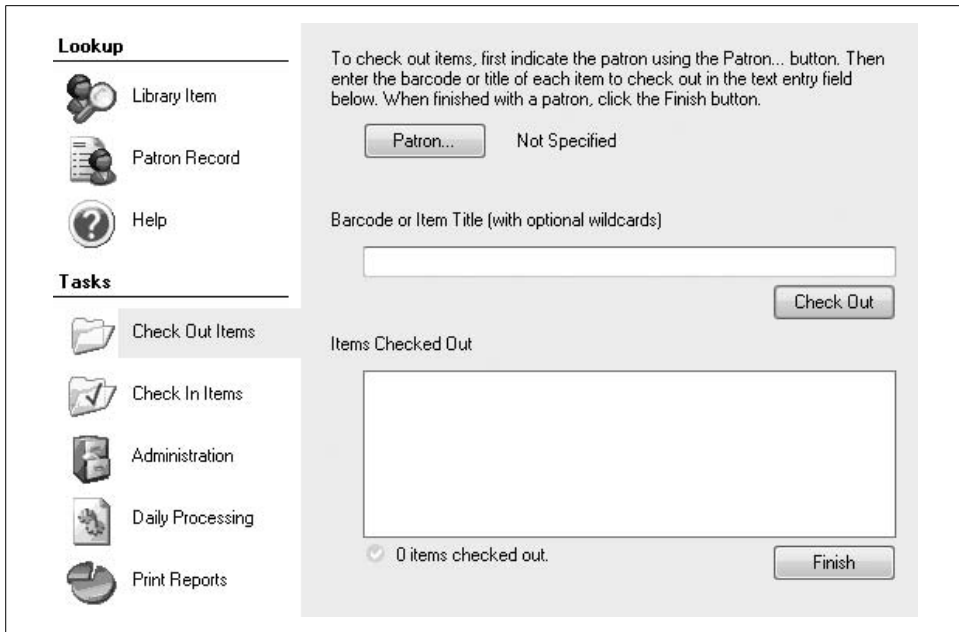 Lookup
Library Item
Patron Record
Help
Tasks
Check Out Items
Check In Items
Administration
Daily Processing
Print Reports
To check out items, first indicate the patron using the Patron... button. Then
enter the barcode or title of each item to check out in the text entry field
below. When finished with a patron, click the Finish button.
Patron... Not Specified
Barcode or Item Title (with optional wildcards)
Check Out
Items Checked Out
0 items checked out.
Finish